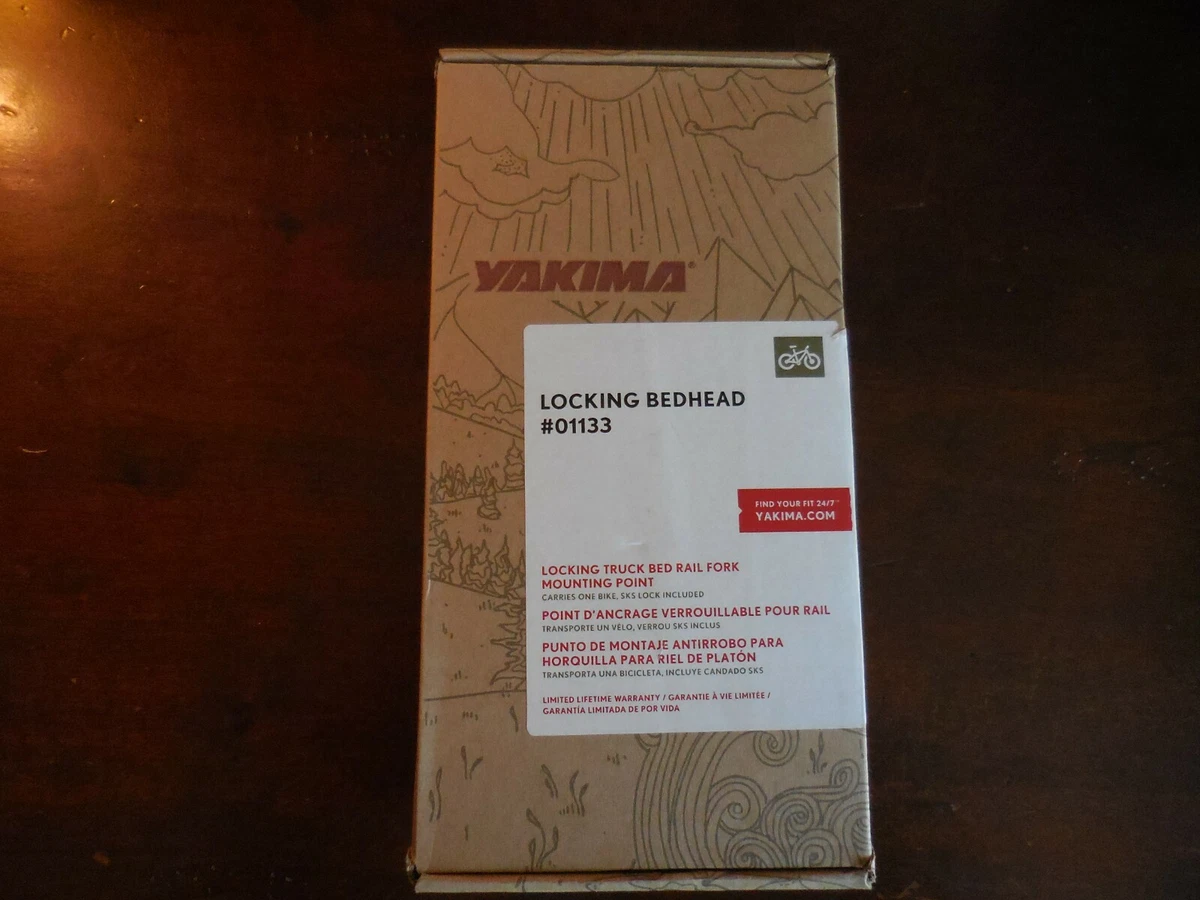 YAKIMA®
LOCKING BEDHEAD
#01133
FIND YOUR FIT 24/7™
YAKIMA.COM
LOCKING TRUCK BED RAIL FORK
MOUNTING POINT
CARRIES ONE BIKE, SKS LOCK INCLUDED
POINT D'ANCRAGE VERROUILLABLE POUR RAIL
TRANSPORTE UN VÉLO, VERROU SKS INCLUS
PUNTO DE MONTAJE ANTIRROBO PARA
HORQUILLA PARA RIEL DE PLATÓN
TRANSPORTA UNA BICICLETA, INCLUYE CANDADO SKS
LIMITED LIFETIME WARRANTY / GARANTIE À VIE LIMITÉE /
GARANTÍA LIMITADA DE POR VIDA